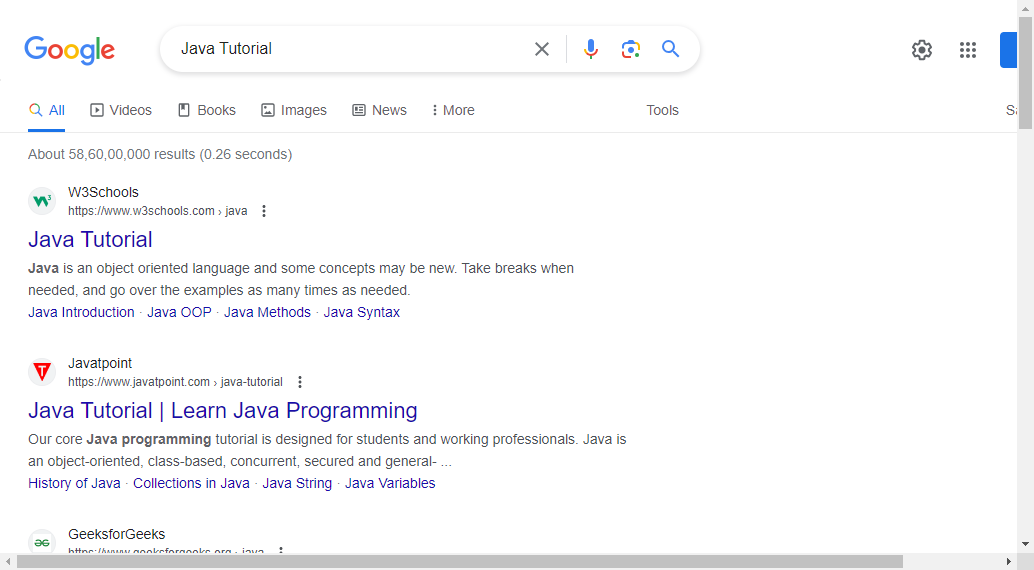 Google
Java Tutorial
All Videos Books Images News More Tools
About 58,60,00,000 results (0.26 seconds)
W3Schools
https://www.w3schools.com › java
Java Tutorial
Java is an object oriented language and some concepts may be new. Take breaks when
needed, and go over the examples as many times as needed.
Java Introduction · Java OOP · Java Methods · Java Syntax
Javatpoint
https://www.javatpoint.com › java-tutorial
Java Tutorial | Learn Java Programming
Our core Java programming tutorial is designed for students and working professionals. Java is
an object-oriented, class-based, concurrent, secured and general- ...
History of Java · Collections in Java · Java String · Java Variables
GeeksforGeeks
https://www.geeksforgeeks.org › java